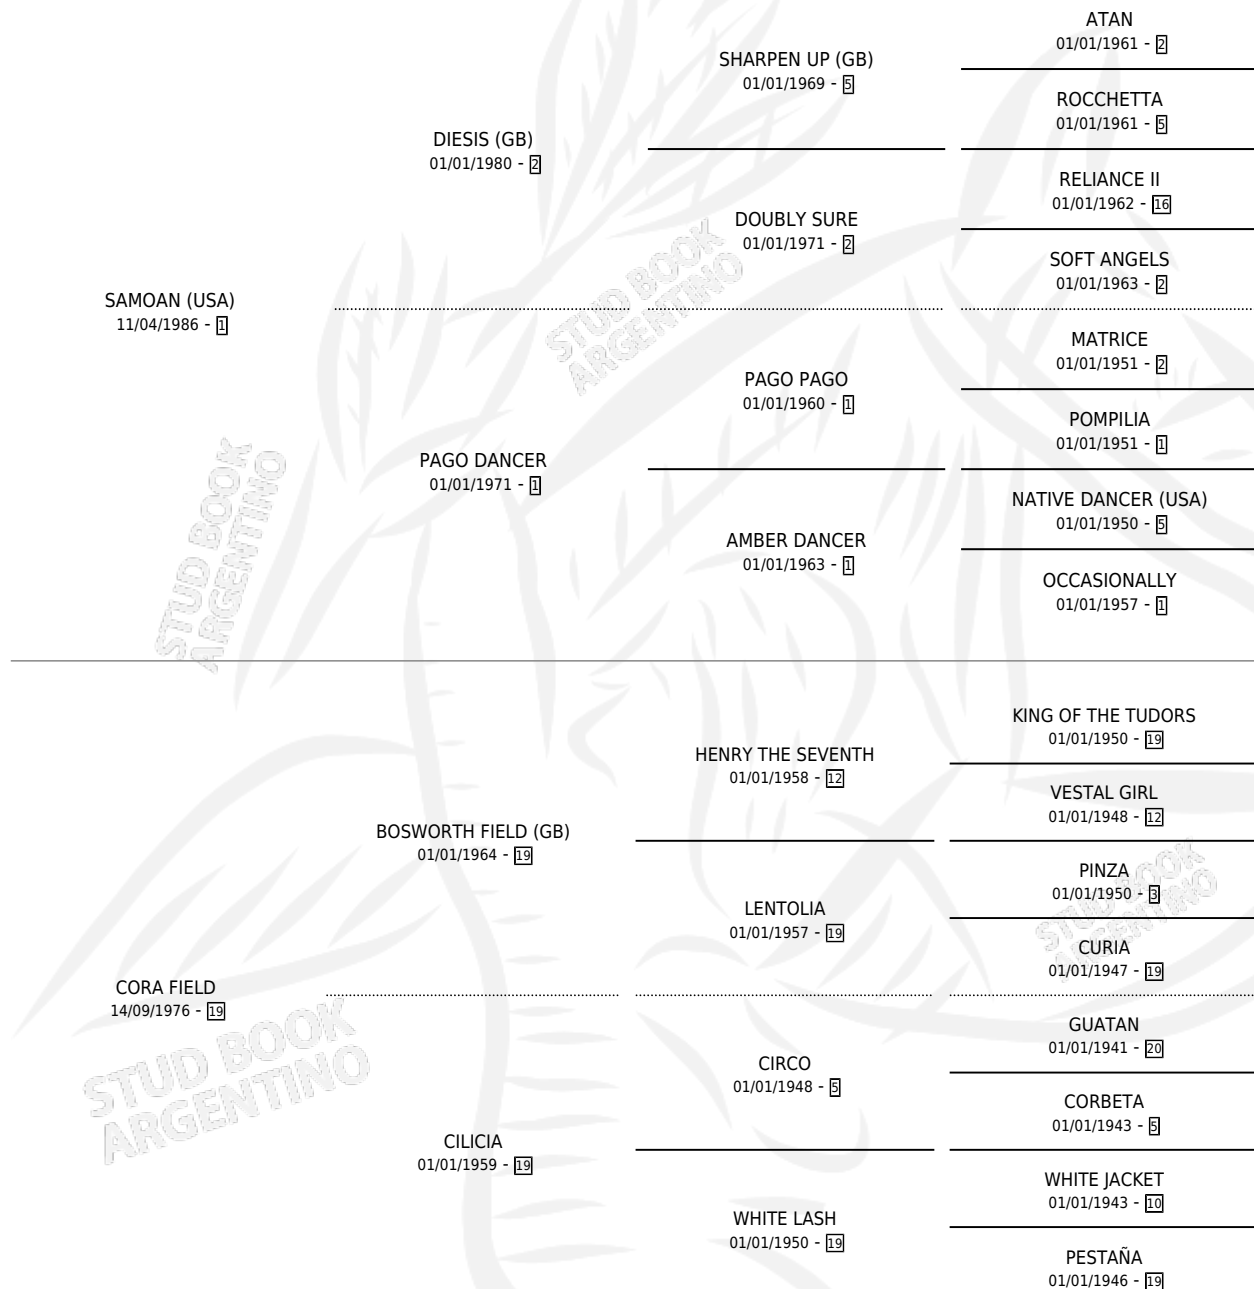 ATAN
01/01/1961 - 2
SHARPEN UP (GB)
01/01/1969 - 5
ROCCHETTA
01/01/1961 - 5
DIESIS (GB)
01/01/1980 - 2
RELIANCE II
01/01/1962 - 16
DOUBLY SURE
01/01/1971 - 2
SOFT ANGELS
01/01/1963 - 2
SAMOAN (USA)
11/04/1986 - 1
MATRICE
01/01/1951 - 2
PAGO PAGO
01/01/1960 - 1
POMPILIA
01/01/1951 - 1
PAGO DANCER
01/01/1971 - 1
NATIVE DANCER (USA)
01/01/1950 - 5
AMBER DANCER
01/01/1963 - 1
OCCASIONALLY
01/01/1957 - 1
KING OF THE TUDORS
01/01/1950 - 19
HENRY THE SEVENTH
01/01/1958 - 12
VESTAL GIRL
01/01/1948 - 12
BOSWORTH FIELD (GB)
01/01/1964 - 19
PINZA
01/01/1950 - 3
LENTOLIA
01/01/1957 - 19
CURIA
01/01/1947 - 19
CORA FIELD
14/09/1976 - 19
GUATAN
01/01/1941 - 20
CIRCO
01/01/1948 - 5
CORBETA
01/01/1943 - 5
CILICIA
01/01/1959 - 19
WHITE JACKET
01/01/1943 - 10
WHITE LASH
01/01/1950 - 19
PESTAÑA
01/01/1946 - 19
STUD BOOK
ARGENTINO
STUD BOOK
ARGENTINO
STUD BOOK
ARGENTINO
STUD BOOK
ARGENTINO